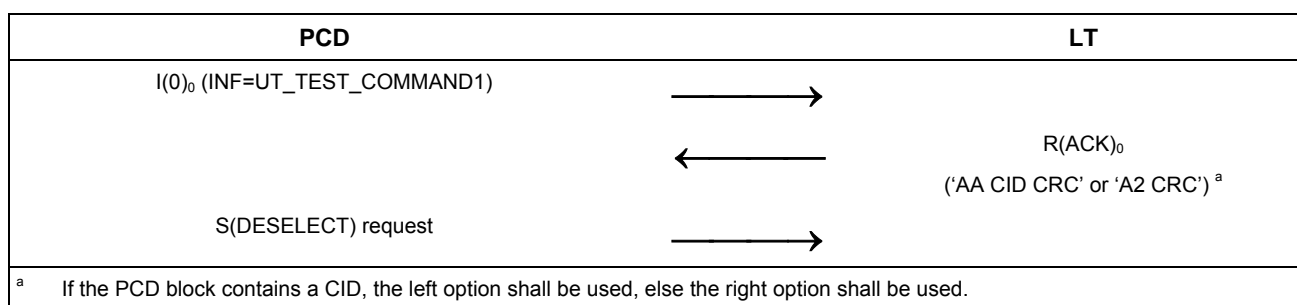 PCD LT
I(0)₀ (INF=UT_TEST_COMMAND1)
R(ACK)₀
(‘AA CID CRC’ or ‘A2 CRC’) ᵃ
S(DESELECT) request
ᵃ If the PCD block contains a CID, the left option shall be used, else the right option shall be used.